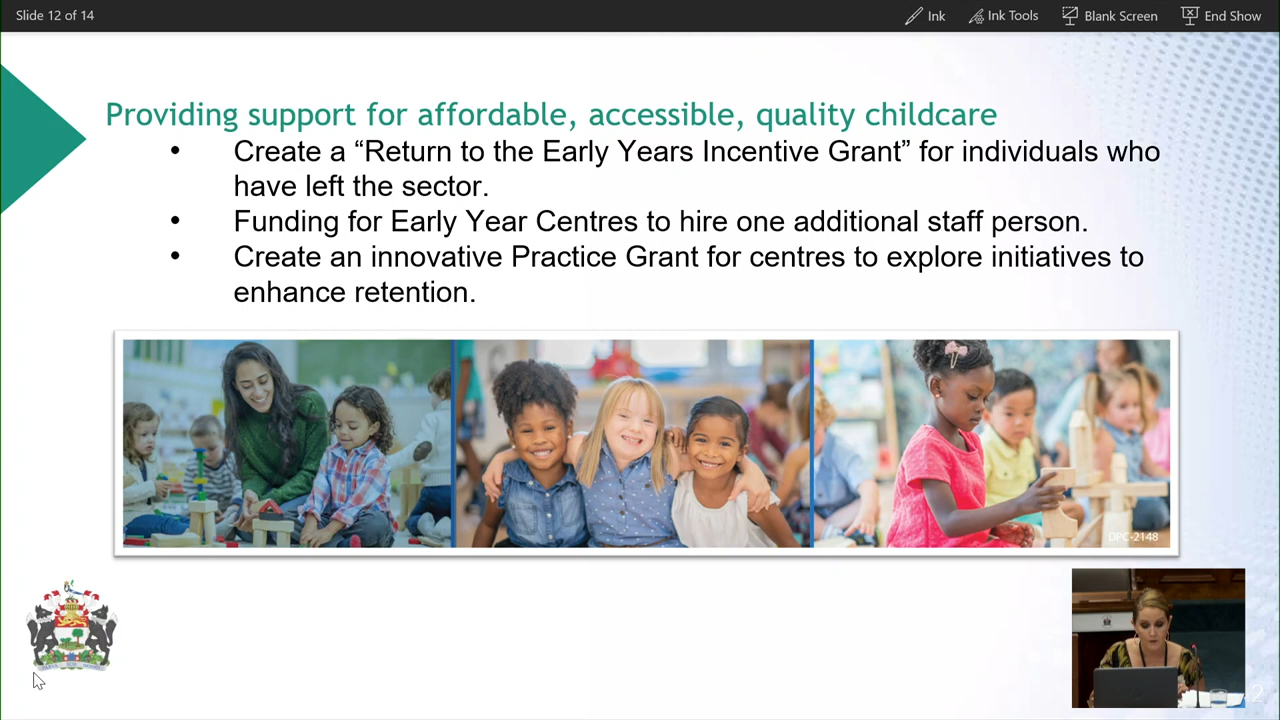 Slide 12 of 14
Ink
Ink Tools
Blank Screen
End Show
Providing support for affordable, accessible, quality childcare
• Create a “Return to the Early Years Incentive Grant” for individuals who
have left the sector.
• Funding for Early Year Centres to hire one additional staff person.
• Create an innovative Practice Grant for centres to explore initiatives to
enhance retention.
DPC-2148